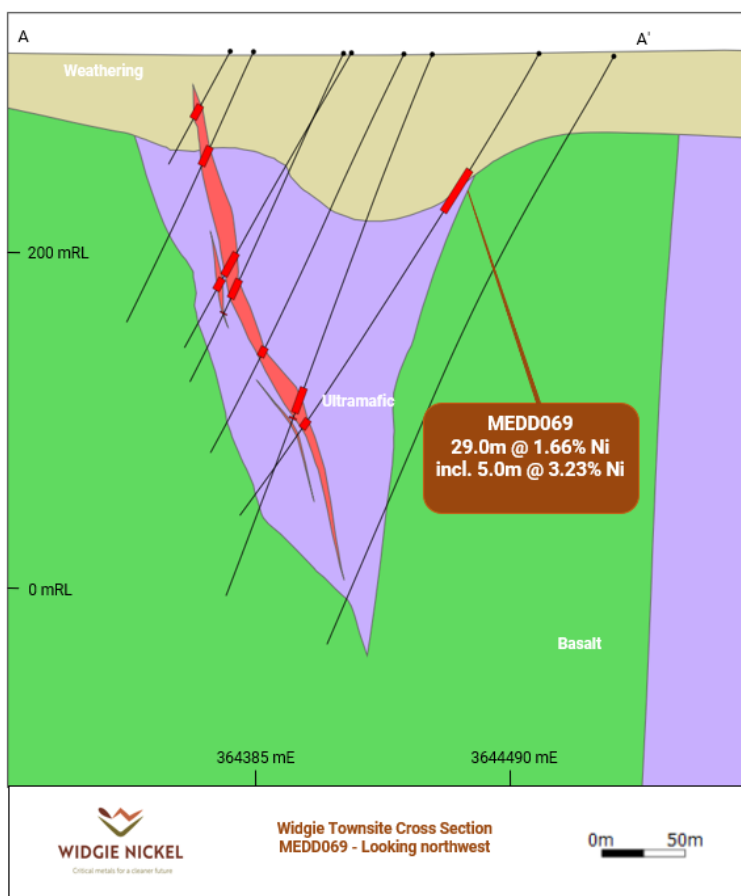 A
A'
Weathering
200 mRL
Ultramafic
MEDD069
29.0m @ 1.66% Ni
incl. 5.0m @ 3.23% Ni
0 mRL
Basalt
364385 mE
3644490 mE
WIDGIE NICKEL
Critical metals for a cleaner future
Widgie Townsite Cross Section
MEDD069 - Looking northwest
0m
50m